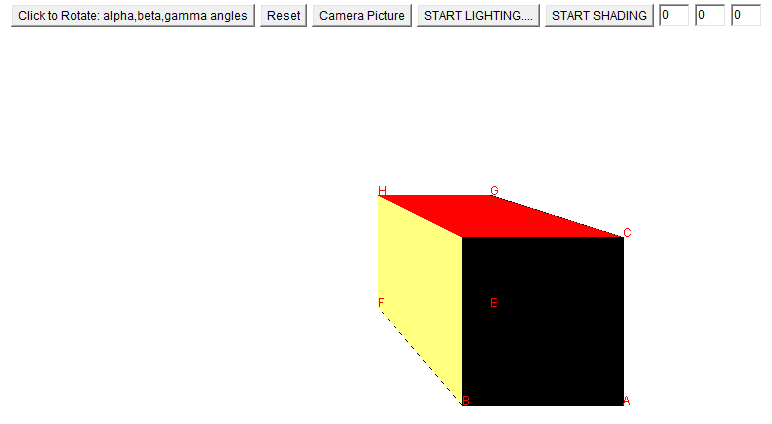 Click to Rotate: alpha,beta,gamma angles Reset Camera Picture START LIGHTING.... START SHADING 0 0 0
H G
C
F E
B A